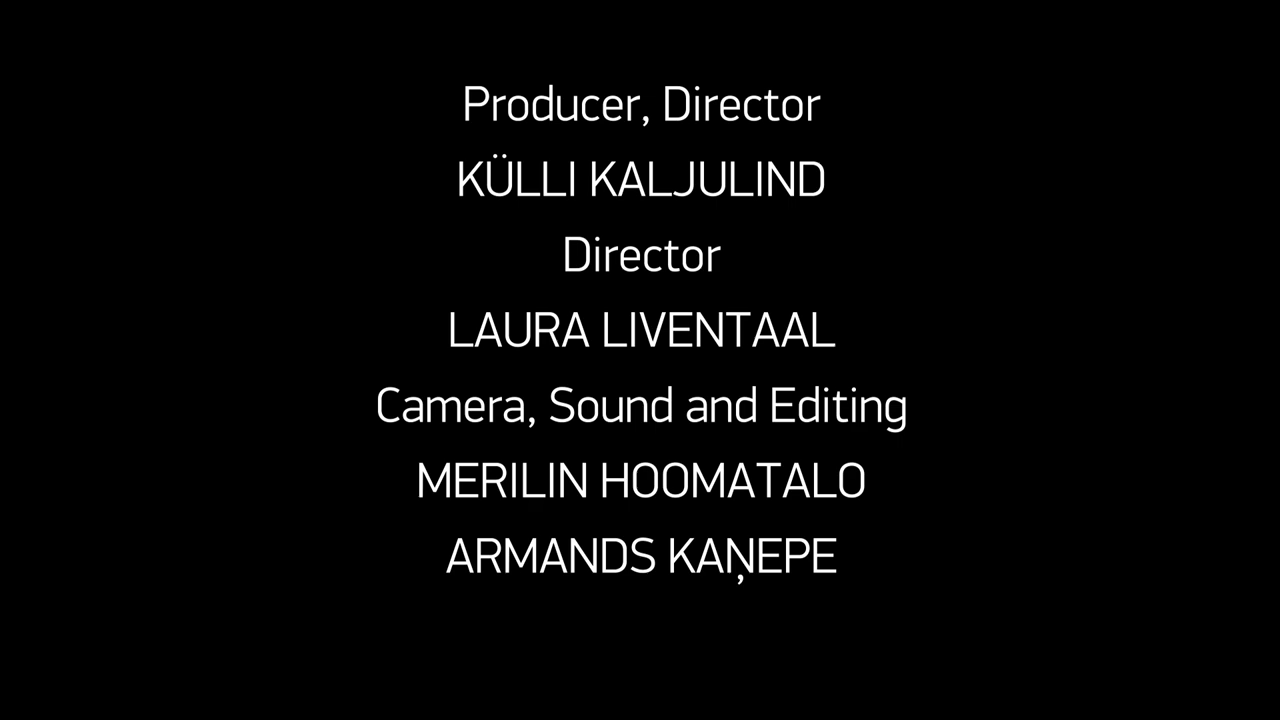 Producer, Director
KÜLLI KALJULIND
Director
LAURA LIVENTAAL
Camera, Sound and Editing
MERILIN HOOMATALO
ARMANDS KAŅEPE